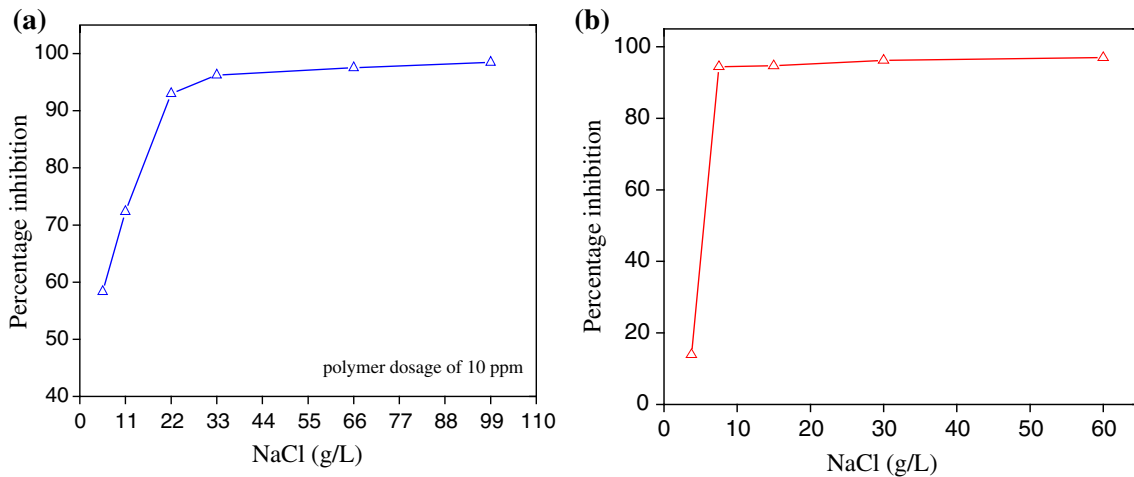 (a)
100
90
80
70
60
50
40
Percentage inhibition
polymer dosage of 10 ppm
0 11 22 33 44 55 66 77 88 99 110
NaCl (g/L)
(b)
100
80
60
40
20
0
Percentage inhibition
0 10 20 30 40 50 60
NaCl (g/L)